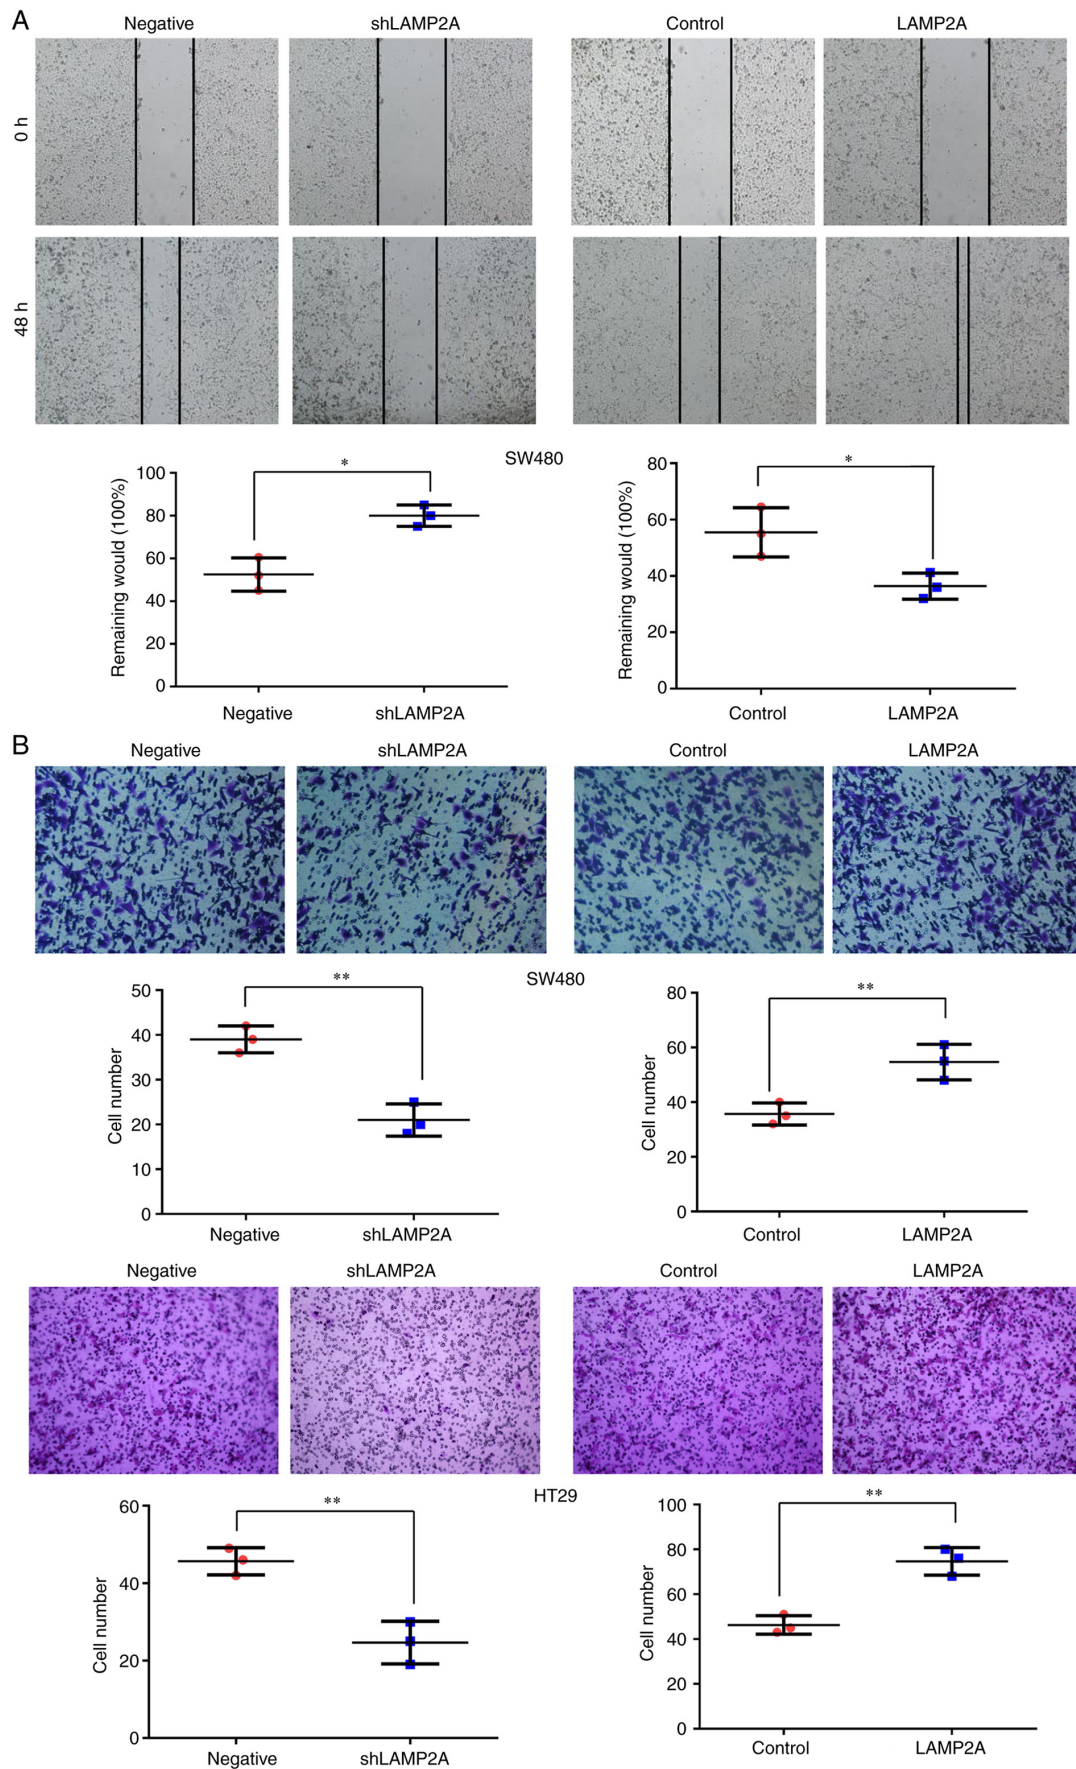 A
Negative shLAMP2A Control LAMP2A
0 h
48 h
SW480
100
80
60
40
20
0
Remaining would (100%)
*
Negative shLAMP2A
80
60
40
20
0
Remaining would (100%)
*
Control LAMP2A
B
Negative shLAMP2A Control LAMP2A
SW480
50
40
30
20
10
0
Cell number
**
Negative shLAMP2A
80
60
40
20
0
Cell number
**
Control LAMP2A
Negative shLAMP2A Control LAMP2A
HT29
60
40
20
0
Cell number
**
Negative shLAMP2A
100
80
60
40
20
0
Cell number
**
Control LAMP2A